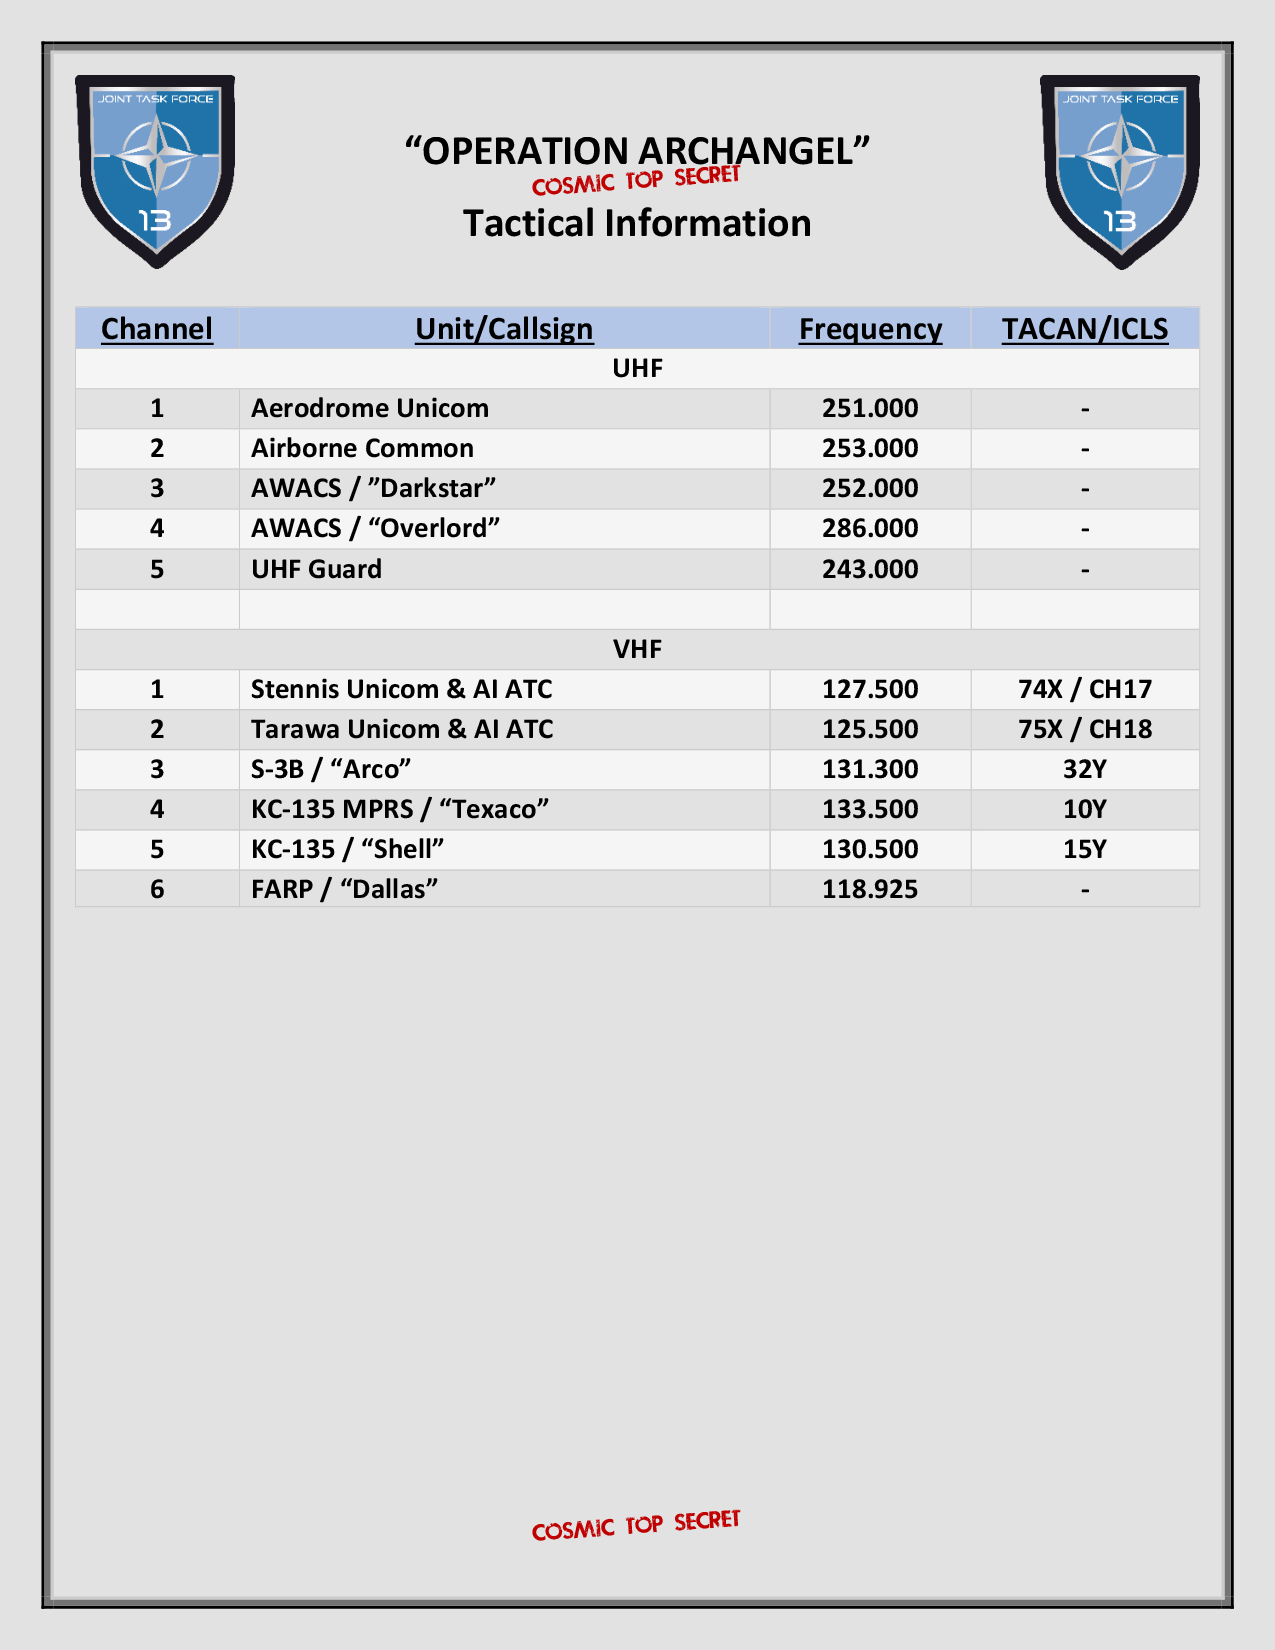 JOINT TASK FORCE
13
JOINT TASK FORCE
13
“OPERATION ARCHANGEL”
COSMIC TOP SECRET
Tactical Information
Channel Unit/Callsign Frequency TACAN/ICLS
UHF
1 Aerodrome Unicom 251.000 -
2 Airborne Common 253.000 -
3 AWACS / ”Darkstar” 252.000 -
4 AWACS / “Overlord” 286.000 -
5 UHF Guard 243.000 -
VHF
1 Stennis Unicom & AI ATC 127.500 74X / CH17
2 Tarawa Unicom & AI ATC 125.500 75X / CH18
3 S-3B / “Arco” 131.300 32Y
4 KC-135 MPRS / “Texaco” 133.500 10Y
5 KC-135 / “Shell” 130.500 15Y
6 FARP / “Dallas” 118.925 -
COSMIC TOP SECRET